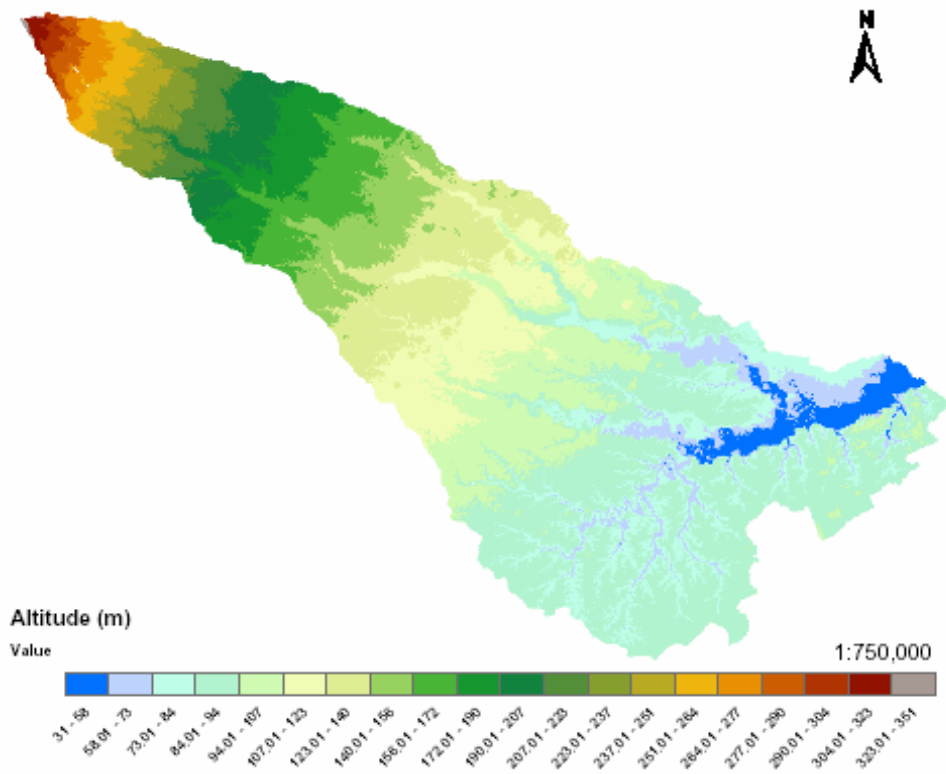 N
Altitude (m)
Value
1:750,000
31 - 58
58.01 - 73
73.01 - 84
84.01 - 94
94.01 - 107
107.01 - 123
123.01 - 140
140.01 - 156
156.01 - 172
172.01 - 190
190.01 - 207
207.01 - 223
223.01 - 237
237.01 - 251
251.01 - 264
264.01 - 277
277.01 - 290
290.01 - 304
304.01 - 323
323.01 - 351